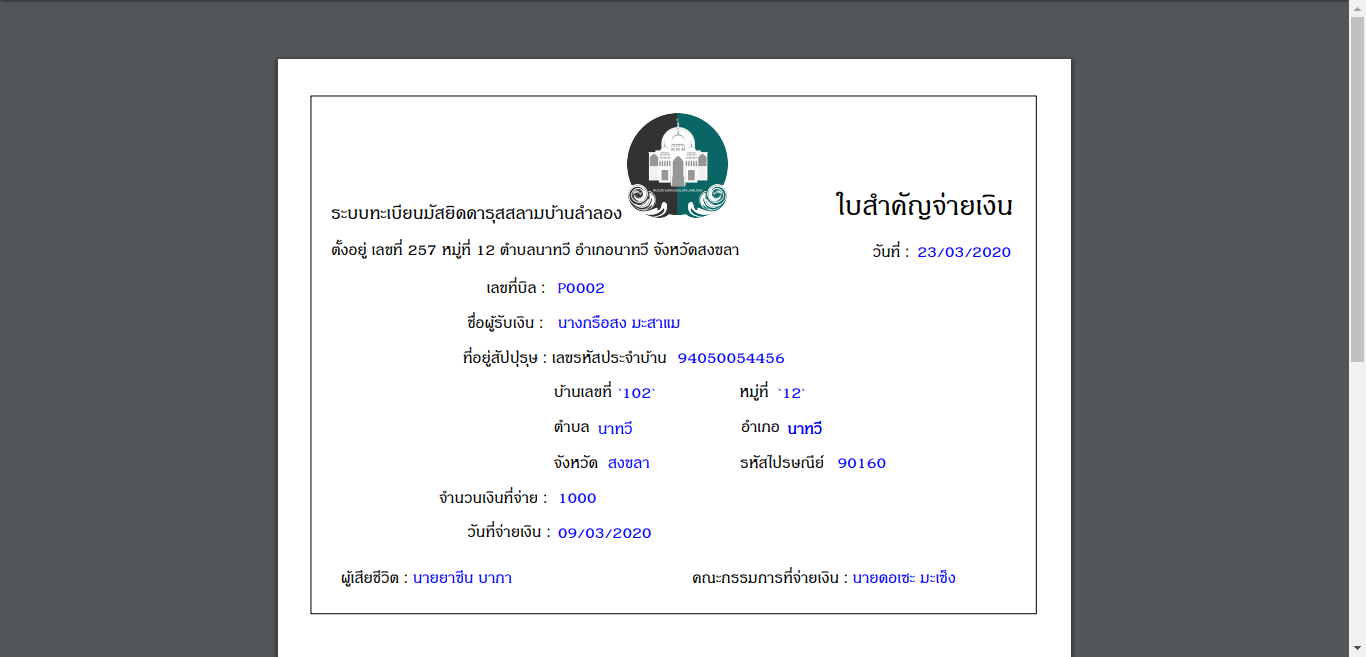 ระบบทะเบียนมัสยิดดารุสสลามบ้านลำลอง
ใบสำคัญจ่ายเงิน
ตั้งอยู่ เลขที่ 257 หมู่ที่ 12 ตำบลนาทวี อำเภอนาทวี จังหวัดสงขลา
วันที่ : 23/03/2020
เลขที่บิล : P0002
ชื่อผู้รับเงิน : นางกรือสง มะสาแม
ที่อยู่สัปปุรุษ : เลขรหัสประจำบ้าน 94050054456
บ้านเลขที่ `102` หมู่ที่ `12`
ตำบล นาทวี อำเภอ นาทวี
จังหวัด สงขลา รหัสไปรษณีย์ 90160
จำนวนเงินที่จ่าย : 1000
วันที่จ่ายเงิน : 09/03/2020
ผู้เสียชีวิต : นายยาซีน บากา คณะกรรมการที่จ่ายเงิน : นายดอเซะ มะเซ็ง